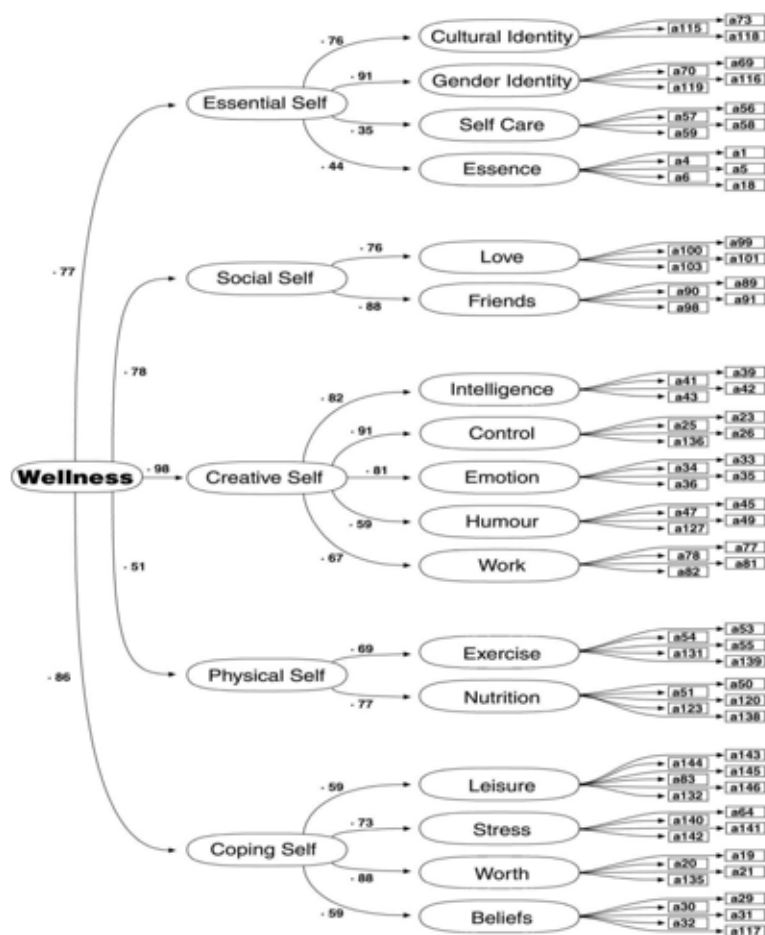 a73
- 76
Cultural Identity
a115
a118
a69
- 91
Gender Identity
a70
a116
a119
Essential Self
a56
- 35
Self Care
a57
a58
a59
a1
- 44
Essence
a4
a5
a6
a18
- 77
a99
- 76
Love
a100
a101
a103
Social Self
a89
- 88
Friends
a90
a91
a98
- 78
a39
- 82
Intelligence
a41
a42
a43
a23
- 91
Control
a25
a26
a136
Wellness
- 98
Creative Self
a33
- 81
Emotion
a34
a35
a36
a45
- 59
Humour
a47
a49
a127
a77
- 67
Work
a78
a81
a82
- 51
a53
- 69
Exercise
a54
a55
a131
a139
Physical Self
a50
- 77
Nutrition
a51
a120
a123
a138
- 86
a143
- 59
Leisure
a144
a145
a83
a146
a132
a64
- 73
Stress
a140
a141
a142
Coping Self
a19
- 88
Worth
a20
a21
a135
a29
- 59
Beliefs
a30
a31
a32
a117